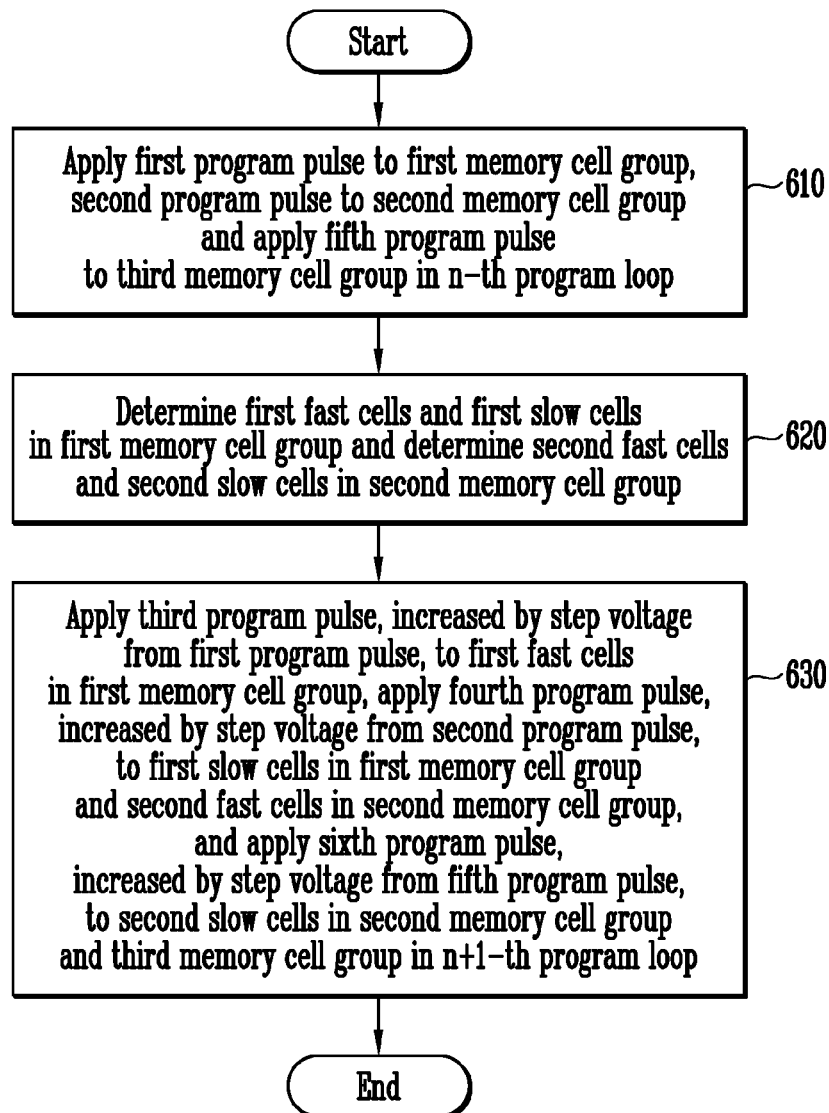 Start
Apply first program pulse to first memory cell group,
second program pulse to second memory cell group
and apply fifth program pulse
to third memory cell group in n-th program loop
610
Determine first fast cells and first slow cells
in first memory cell group and determine second fast cells
and second slow cells in second memory cell group
620
Apply third program pulse, increased by step voltage
from first program pulse, to first fast cells
in first memory cell group, apply fourth program pulse,
increased by step voltage from second program pulse,
to first slow cells in first memory cell group
and second fast cells in second memory cell group,
and apply sixth program pulse,
increased by step voltage from fifth program pulse,
to second slow cells in second memory cell group
and third memory cell group in n+1-th program loop
630
End